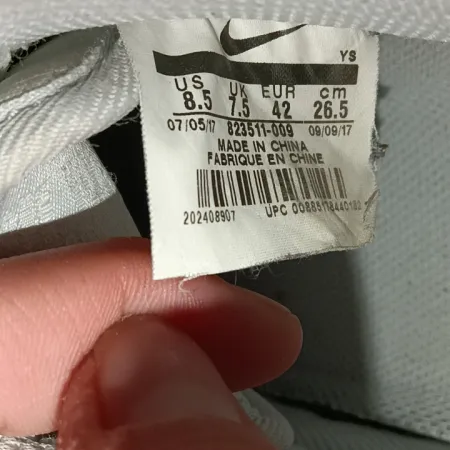 YS
US UK EUR cm
8.5 7.5 42 26.5
07/05/17 823511-009 09/09/17
MADE IN CHINA
FABRIQUE EN CHINE
202408907 UPC